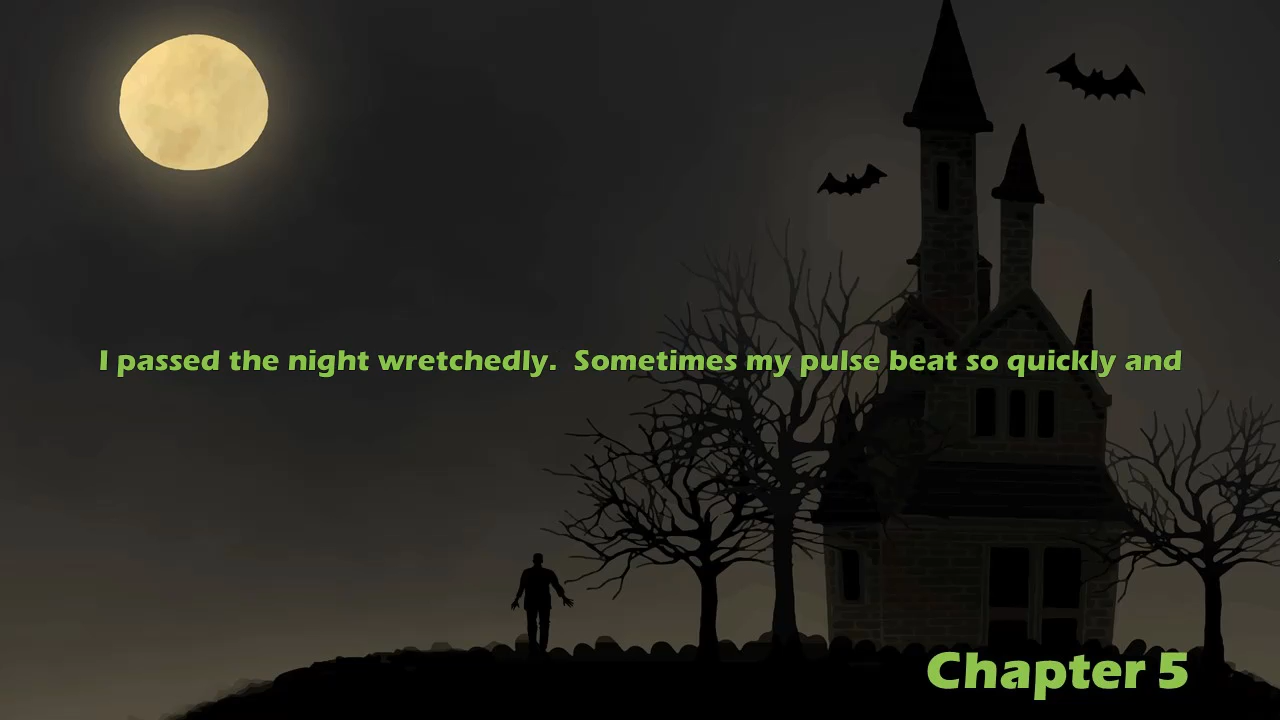 I passed the night wretchedly.  Sometimes my pulse beat so quickly and
Chapter 5